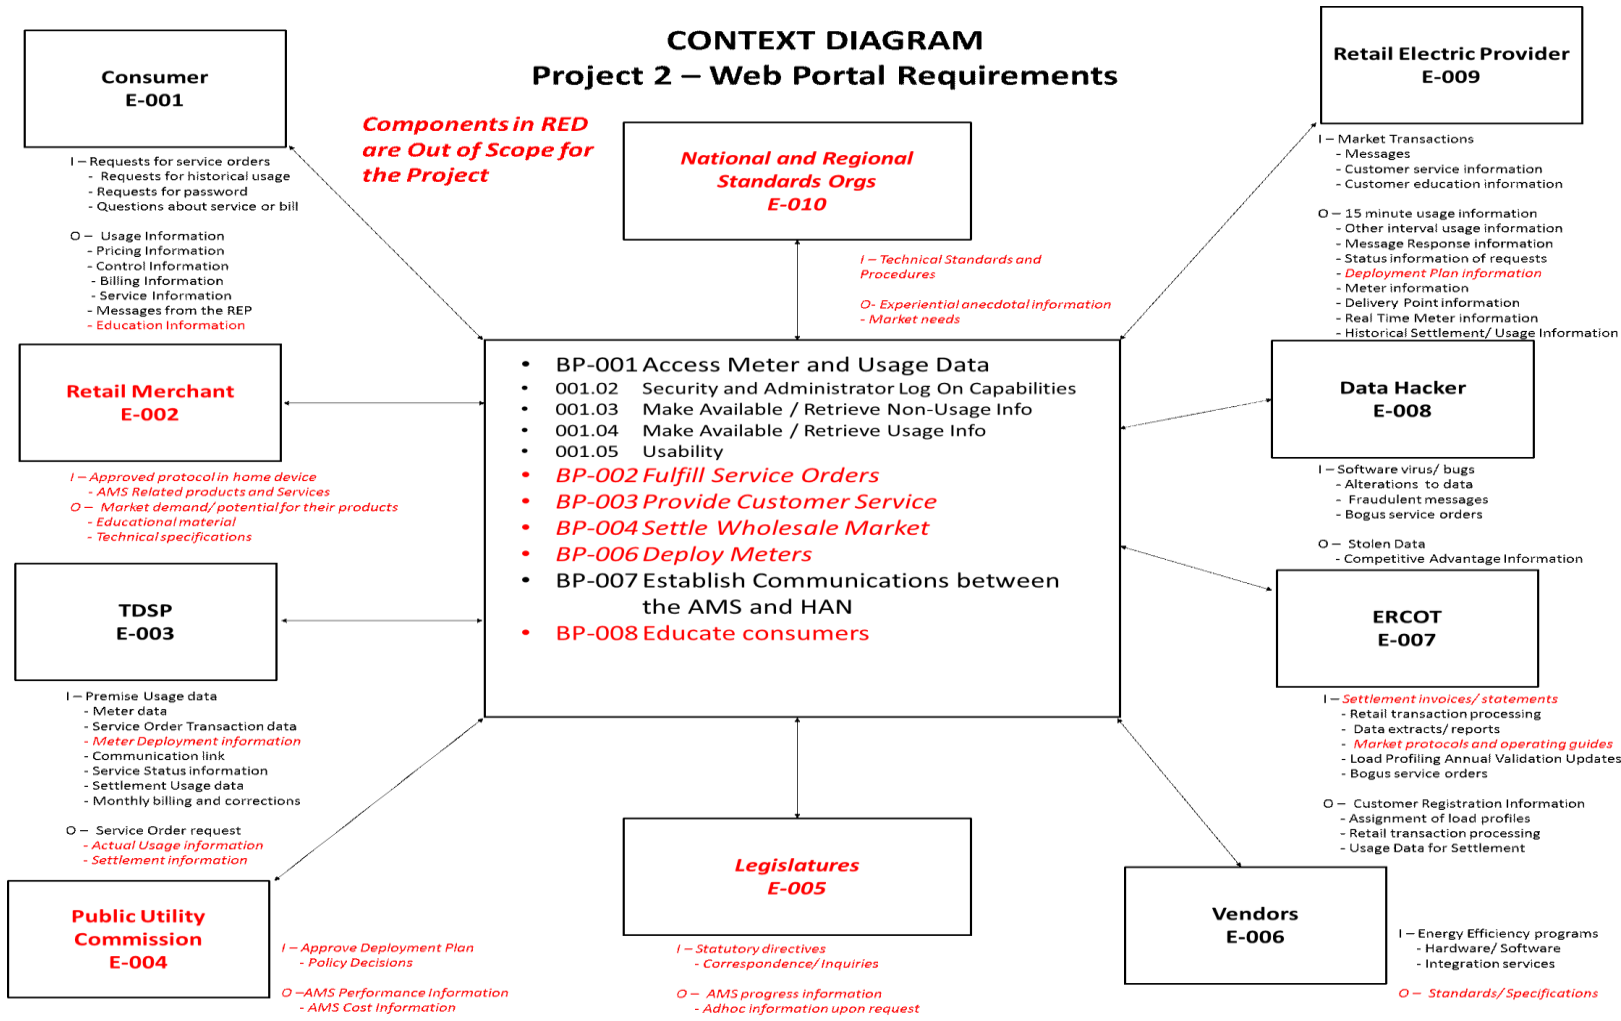 CONTEXT DIAGRAM
Project 2 – Web Portal Requirements
Components in RED
are Out of Scope for
the Project
Consumer
E-001
I – Requests for service orders
- Requests for historical usage
- Requests for password
- Questions about service or bill
O – Usage Information
- Pricing Information
- Control Information
- Billing Information
- Service Information
- Messages from the REP
- Education Information
National and Regional
Standards Orgs
E-010
I – Technical Standards and
Procedures
O- Experiential anecdotal information
- Market needs
Retail Electric Provider
E-009
I – Market Transactions
- Messages
- Customer service information
- Customer education information
O – 15 minute usage information
- Other interval usage information
- Message Response information
- Status information of requests
- Deployment Plan information
- Meter information
- Delivery Point information
- Real Time Meter information
- Historical Settlement/ Usage Information
Retail Merchant
E-002
I – Approved protocol in home device
- AMS Related products and Services
O – Market demand/ potential for their products
- Educational material
- Technical specifications
• BP-001 Access Meter and Usage Data
• 001.02 Security and Administrator Log On Capabilities
• 001.03 Make Available / Retrieve Non-Usage Info
• 001.04 Make Available / Retrieve Usage Info
• 001.05 Usability
• BP-002 Fulfill Service Orders
• BP-003 Provide Customer Service
• BP-004 Settle Wholesale Market
• BP-006 Deploy Meters
• BP-007 Establish Communications between
the AMS and HAN
• BP-008 Educate consumers
Data Hacker
E-008
I – Software virus/ bugs
- Alterations to data
- Fraudulent messages
- Bogus service orders
O – Stolen Data
- Competitive Advantage Information
TDSP
E-003
I – Premise Usage data
- Meter data
- Service Order Transaction data
- Meter Deployment information
- Communication link
- Service Status information
- Settlement Usage data
- Monthly billing and corrections
O – Service Order request
- Actual Usage information
- Settlement information
ERCOT
E-007
I – Settlement invoices/ statements
- Retail transaction processing
- Data extracts/ reports
- Market protocols and operating guides
- Load Profiling Annual Validation Updates
- Bogus service orders
O – Customer Registration Information
- Assignment of load profiles
- Retail transaction processing
- Usage Data for Settlement
Public Utility
Commission
E-004
I – Approve Deployment Plan
- Policy Decisions
O –AMS Performance Information
- AMS Cost Information
Legislatures
E-005
I – Statutory directives
- Correspondence/ Inquiries
O – AMS progress information
- Adhoc information upon request
Vendors
E-006
I – Energy Efficiency programs
- Hardware/ Software
- Integration services
O – Standards/ Specifications